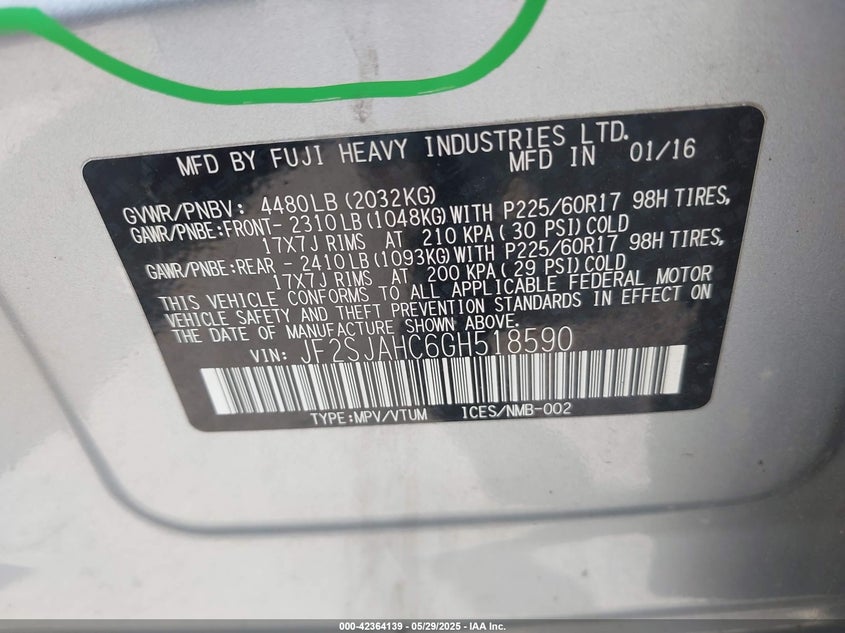 MFD BY FUJI HEAVY INDUSTRIES LTD.
MFD IN 01/16
GVWR/PNBV: 4480LB (2032KG)
GAWR/PNBE:FRONT- 2310LB (1048KG) WITH P225/60R17 98H TIRES,
17X7J RIMS AT 210 KPA ( 30 PSI) COLD
GAWR/PNBE:REAR - 2410LB (1093KG) WITH P225/60R17 98H TIRES,
17X7J RIMS AT 200 KPA ( 29 PSI) COLD
THIS VEHICLE CONFORMS TO ALL APPLICABLE FEDERAL MOTOR
VEHICLE SAFETY AND THEFT PREVENTION STANDARDS IN EFFECT ON
THE DATE OF MANUFACTURE SHOWN ABOVE.
VIN: JF2SJAHC6GH518590
TYPE:MPV/VTUM ICES/NMB-002
000-42364139 - 05/29/2025 - IAA Inc.